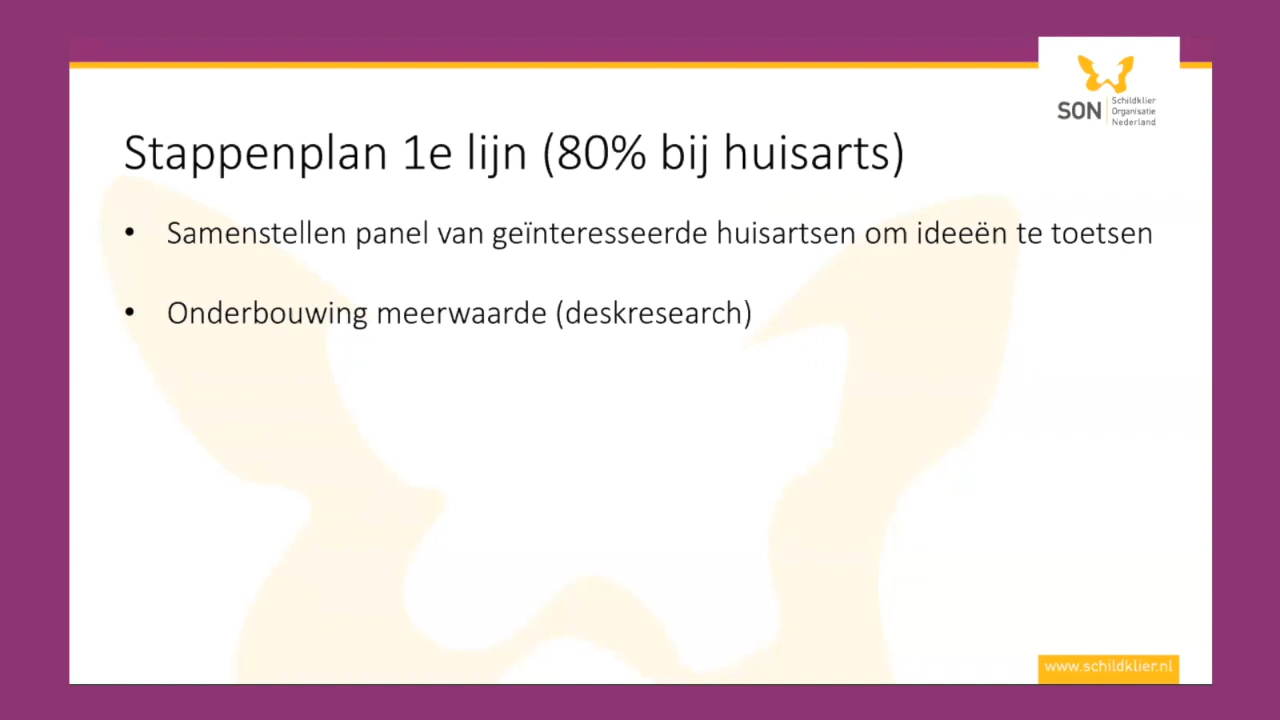 SON
Schildklier
Organisatie
Nederland
Stappenplan 1e lijn (80% bij huisarts)
• Samenstellen panel van geïnteresseerde huisartsen om ideeën te toetsen
• Onderbouwing meerwaarde (deskresearch)
www.schildklier.nl